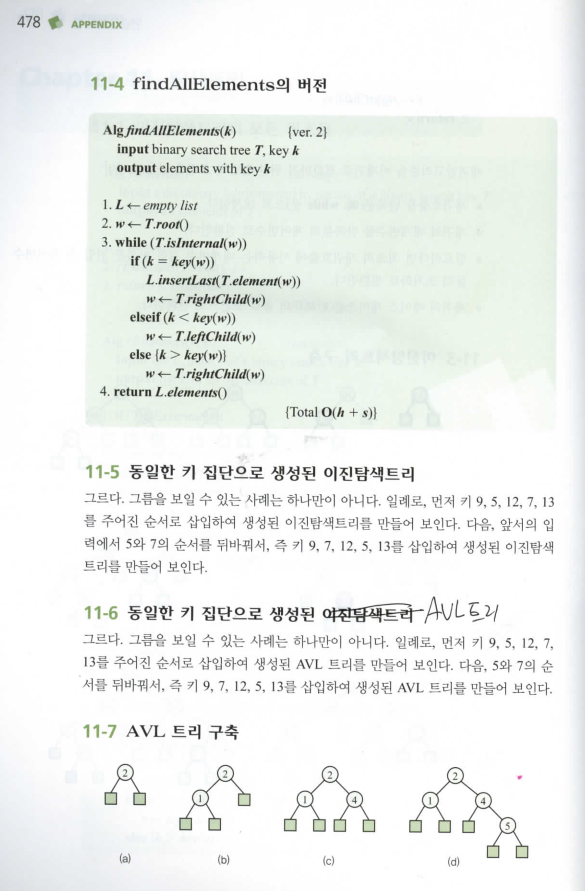 478 APPENDIX
11-4 findAllElements의 버전
Alg findAllElements(k) {ver. 2}
input binary search tree T, key k
output elements with key k
1. L ← empty list
2. w ← T.root()
3. while (T.isInternal(w))
if (k = key(w))
L.insertLast(T.element(w))
w ← T.rightChild(w)
elseif (k < key(w))
w ← T.leftChild(w)
else {k > key(w)}
w ← T.rightChild(w)
4. return L.elements()
{Total O(h + s)}
11-5 동일한 키 집단으로 생성된 이진탐색트리
그르다. 그름을 보일 수 있는 사례는 하나만이 아니다. 일례로, 먼저 키 9, 5, 12, 7, 13
를 주어진 순서로 삽입하여 생성된 이진탐색트리를 만들어 보인다. 다음, 앞서의 입
력에서 5와 7의 순서를 뒤바꿔서, 즉 키 9, 7, 12, 5, 13를 삽입하여 생성된 이진탐색
트리를 만들어 보인다.
11-6 동일한 키 집단으로 생성된 이진탐색트리 AVL트리
그르다. 그름을 보일 수 있는 사례는 하나만이 아니다. 일례로, 먼저 키 9, 5, 12, 7,
13를 주어진 순서로 삽입하여 생성된 AVL 트리를 만들어 보인다. 다음, 5와 7의 순
서를 뒤바꿔서, 즉 키 9, 7, 12, 5, 13를 삽입하여 생성된 AVL 트리를 만들어 보인다.
11-7 AVL 트리 구축
2 2 2 2
1 1 4 1 4
5
(a) (b) (c) (d)